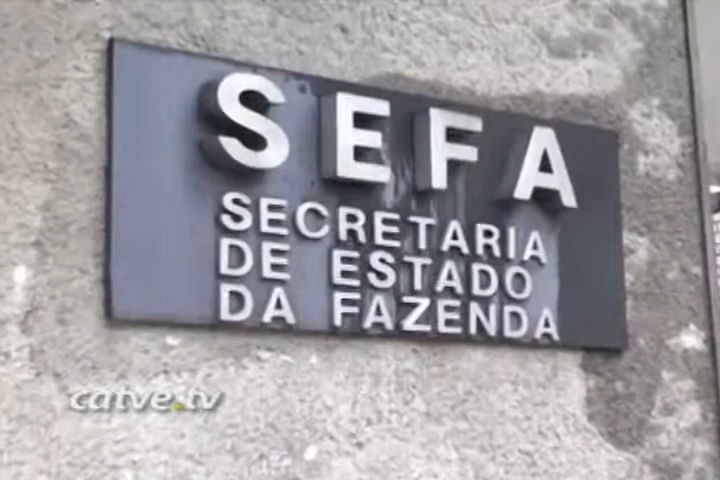 SEFA
SECRETARIA
DE ESTADO
DA FAZENDA
catve.tv